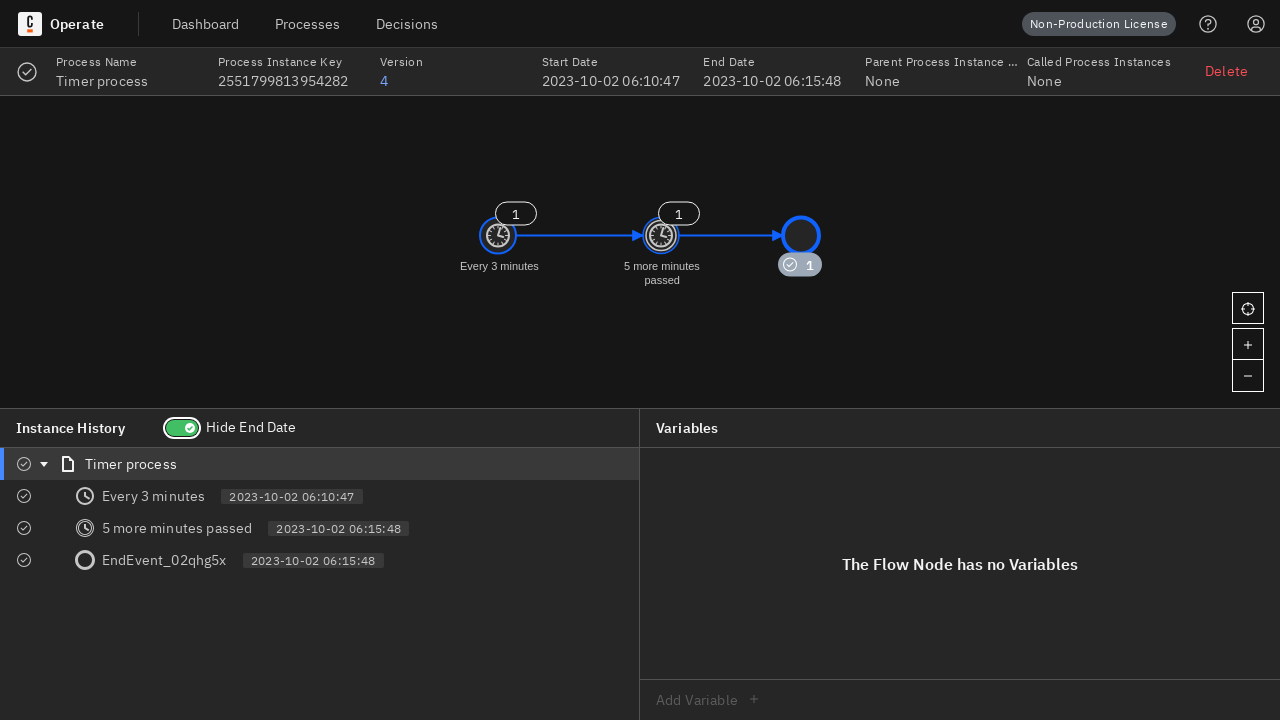 Operate
Dashboard
Processes
Decisions
Non-Production License
Process Name
Timer process
Process Instance Key
2551799813954282
Version
4
Start Date
2023-10-02 06:10:47
End Date
2023-10-02 06:15:48
Parent Process Instance ...
None
Called Process Instances
None
Delete
1
1
Every 3 minutes
5 more minutes
passed
1
Instance History
Hide End Date
Variables
Timer process
Every 3 minutes
2023-10-02 06:10:47
5 more minutes passed
2023-10-02 06:15:48
EndEvent_02qhg5x
2023-10-02 06:15:48
The Flow Node has no Variables
Add Variable +